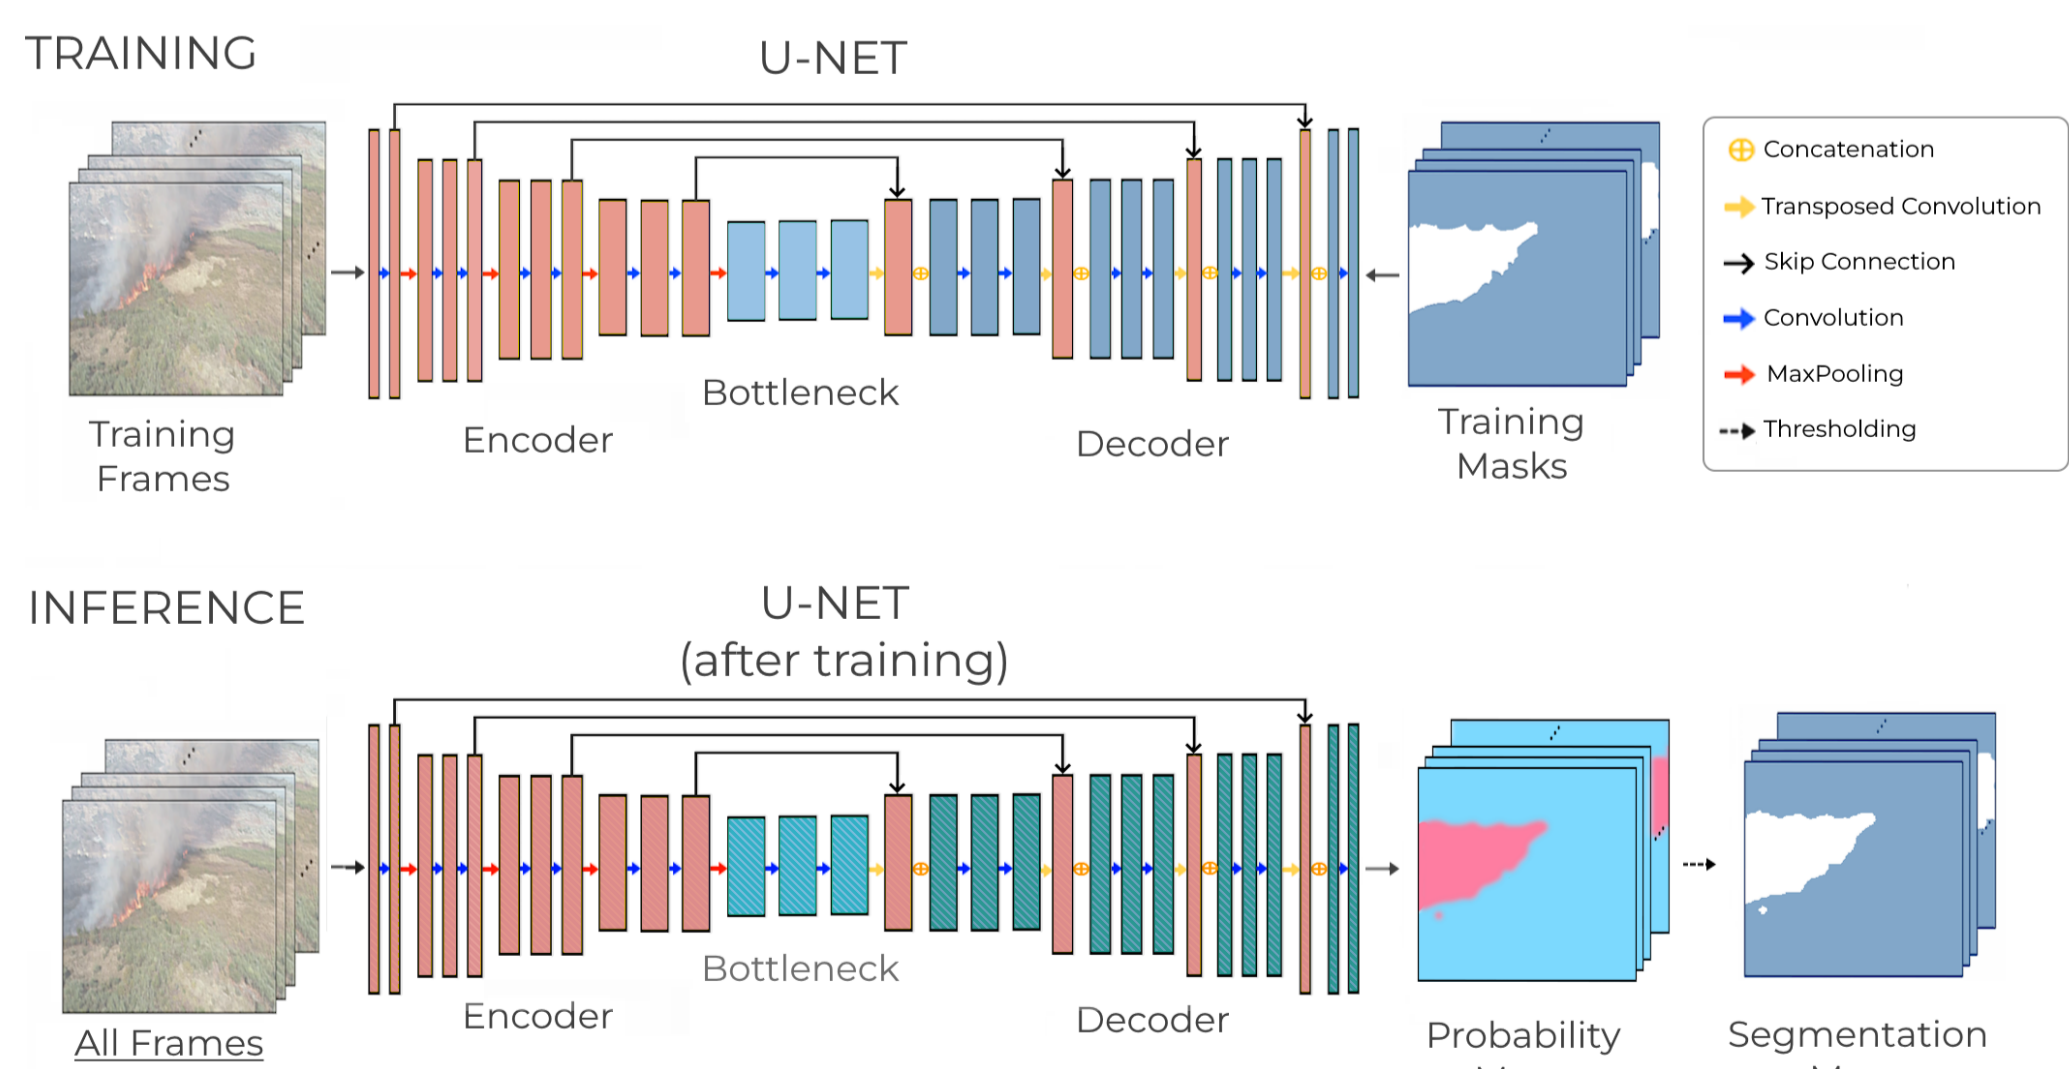 TRAINING
U-NET
Concatenation
Transposed Convolution
Skip Connection
Convolution
MaxPooling
Thresholding
Training
Frames
Encoder
Bottleneck
Decoder
Training
Masks
INFERENCE
U-NET
(after training)
All Frames
Encoder
Bottleneck
Decoder
Probability
Segmentation